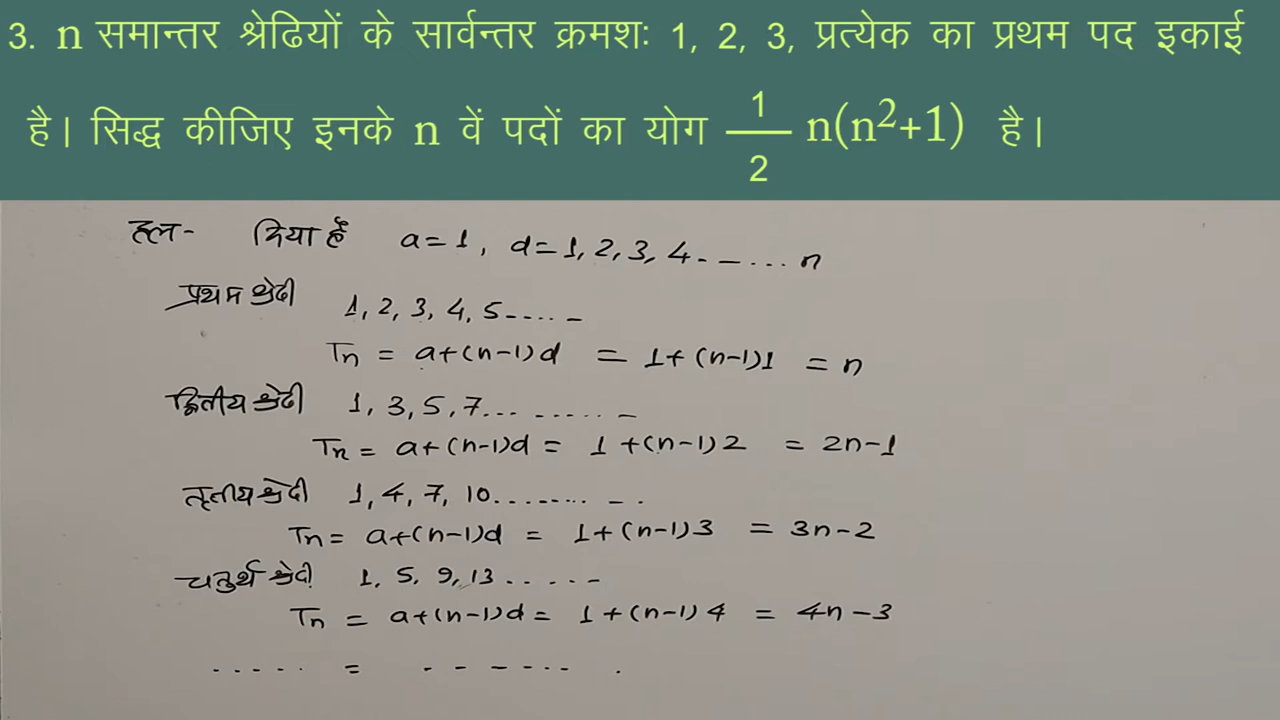 3. n समान्तर श्रेढियों के सार्वन्तर क्रमशः 1, 2, 3, प्रत्येक का प्रथम पद इकाई
है। सिद्ध कीजिए इनके n वें पदों का योग 1/2 n(n²+1) है।
हल- दिया है a=1, d=1, 2, 3, 4- - .... n
प्रथम श्रेढी 1, 2, 3, 4, 5-.... -
Tn = a+(n-1)d = 1+(n-1)1 = n
द्वितीय श्रेढी 1, 3, 5, 7... ...... -
Tn = a+(n-1)d = 1+(n-1)2 = 2n-1
तृतीय श्रेढी 1, 4, 7, 10........ - .
Tn = a+(n-1)d = 1+(n-1)3 = 3n-2
चतुर्थ श्रेढी 1, 5, 9, 13 . . . . . -
Tn = a+(n-1)d = 1+(n-1)4 = 4n-3
. . . . . = - - - - . . .